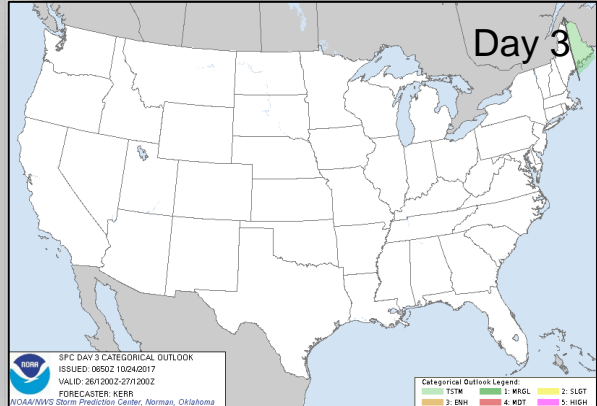 Day 3
NOAA
SPC DAY 3 CATEGORICAL OUTLOOK
ISSUED: 0650Z 10/24/2017
VALID: 26/1200Z-27/1200Z
FORECASTER: KERR
NOAA/NWS Storm Prediction Center, Norman, Oklahoma
Categorical Outlook Legend:
TSTM 1: MRGL 2: SLGT
3: ENH 4: MDT 5: HIGH